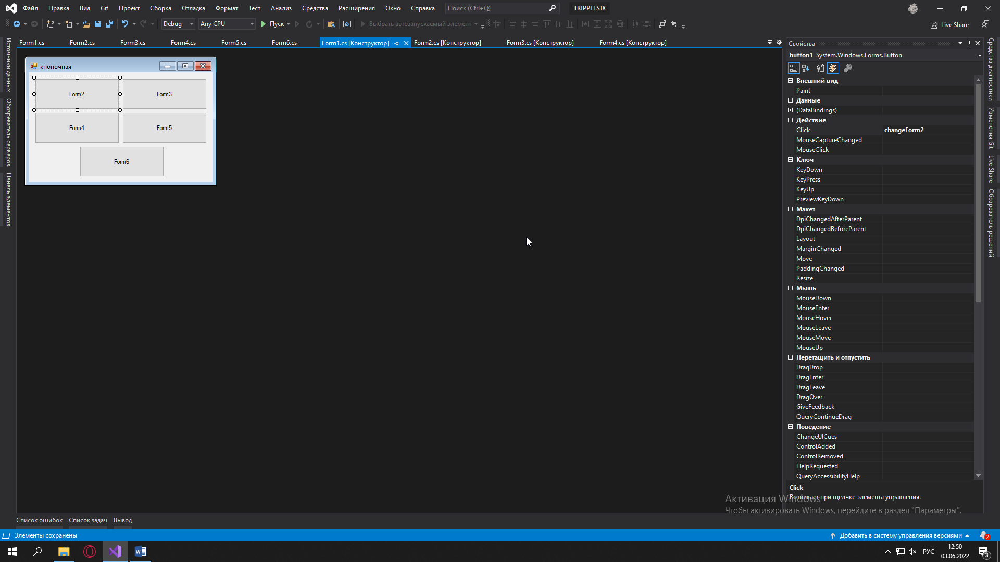 Файл Правка Вид Git Проект Сборка Отладка Формат Тест Анализ Средства Расширения Окно Справка Поиск (Ctrl+Q) TRIPPLESIX
Debug Any CPU Пуск Выбрать автозапускаемый элемент Live Share
Form1.cs Form2.cs Form3.cs Form4.cs Form5.cs Form6.cs Form1.cs [Конструктор] Form2.cs [Конструктор] Form3.cs [Конструктор] Form4.cs [Конструктор]
Источники данных
Обозреватель серверов
Панель элементов
кнопочная
Form2 Form3
Form4 Form5
Form6
Свойства
button1 System.Windows.Forms.Button
Внешний вид
Paint
Данные
(DataBindings)
Действие
Click changeForm2
MouseCaptureChanged
MouseClick
Ключ
KeyDown
KeyPress
KeyUp
PreviewKeyDown
Макет
DpiChangedAfterParent
DpiChangedBeforeParent
Layout
MarginChanged
Move
PaddingChanged
Resize
Мышь
MouseDown
MouseEnter
MouseHover
MouseLeave
MouseMove
MouseUp
Перетащить и отпустить
DragDrop
DragEnter
DragLeave
DragOver
GiveFeedback
QueryContinueDrag
Поведение
ChangeUICues
ControlAdded
ControlRemoved
HelpRequested
QueryAccessibilityHelp
Click
Возникает при щелчке элемента управления.
Средства диагностики
Изменения Git
Live Share
Обозреватель решений
Активация Windows
Чтобы активировать Windows, перейдите в раздел "Параметры".
Список ошибок Список задач Вывод
Элементы сохранены Добавить в систему управления версиями 2
РУС 12:50
03.06.2022 3